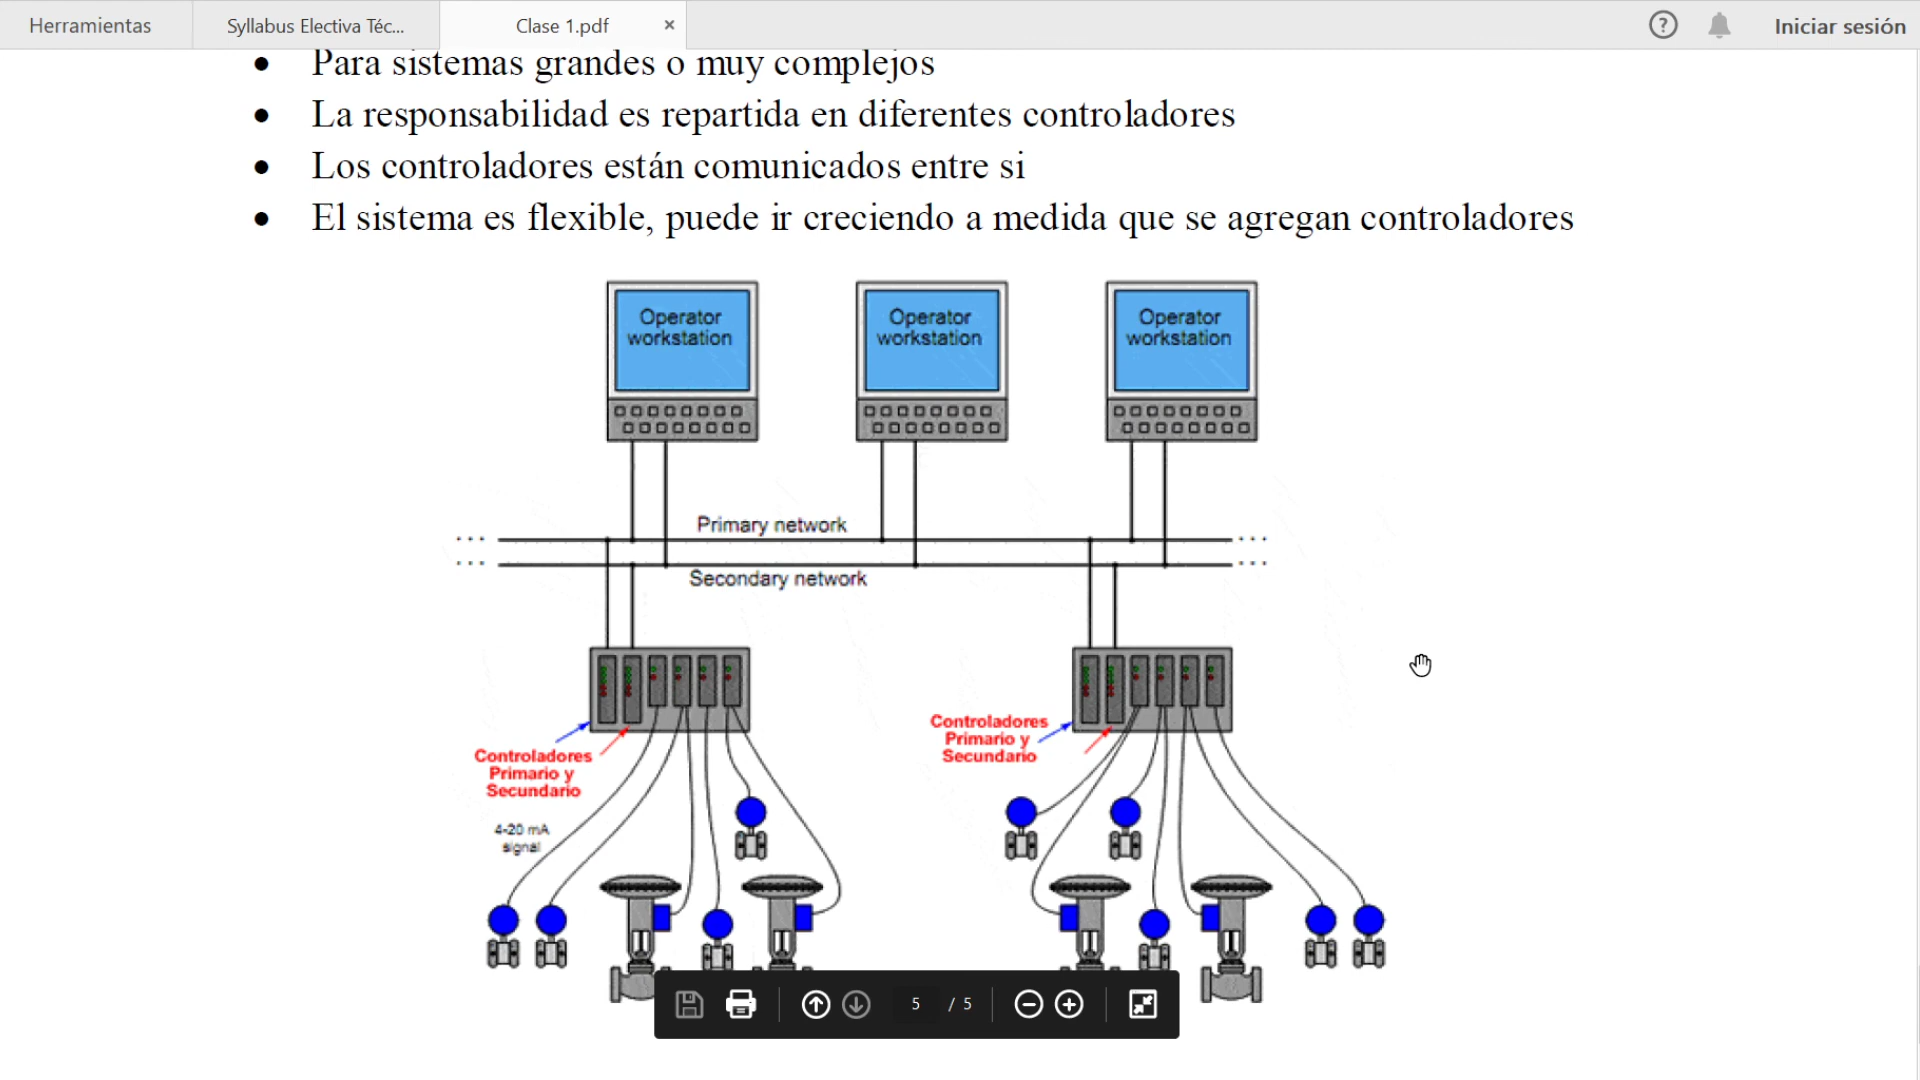 Herramientas
Syllabus Electiva Téc...
Clase 1.pdf
Iniciar sesión
Para sistemas grandes o muy complejos
La responsabilidad es repartida en diferentes controladores
Los controladores están comunicados entre si
El sistema es flexible, puede ir creciendo a medida que se agregan controladores
Operator
workstation
Operator
workstation
Operator
workstation
Primary network
Secondary network
Controladores
Primario y
Secundario
Controladores
Primario y
Secundario
4-20 mA
signal
5 / 5